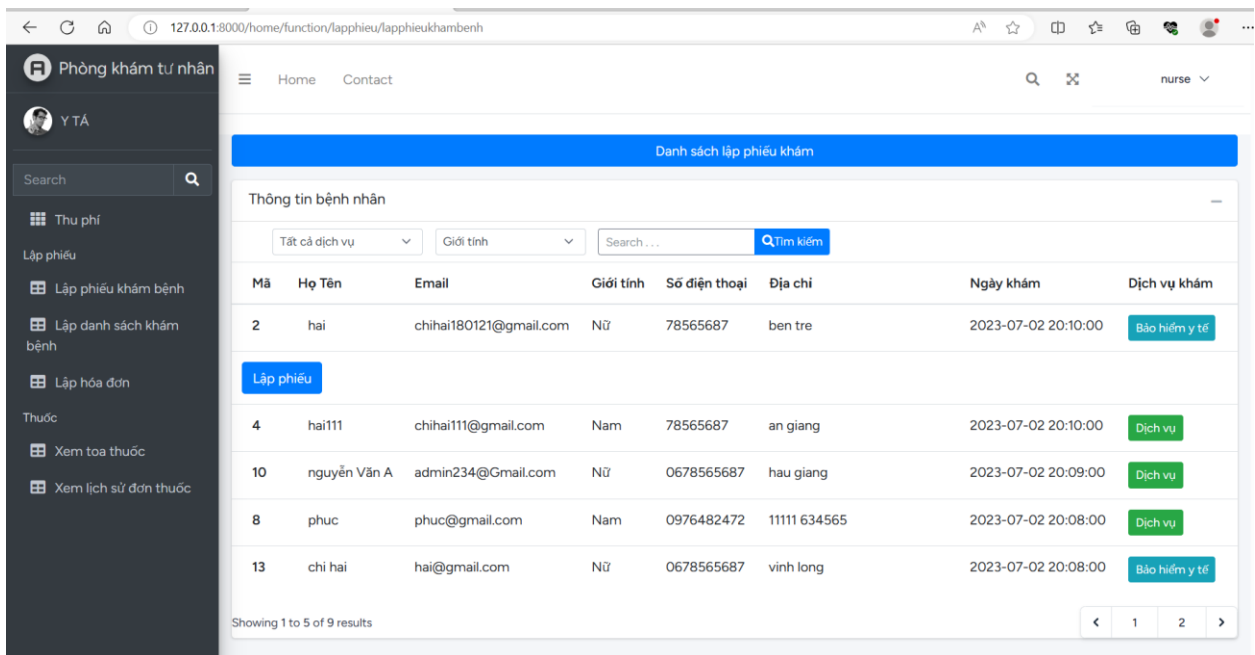 127.0.0.1:8000/home/function/lapphieu/lapphieukhambenh
Phòng khám tư nhân
Home Contact
nurse
Y TÁ
Danh sách lập phiếu khám
Search
Thông tin bệnh nhân
Thu phí
Tất cả dịch vụ Giới tính Search . . . Tìm kiếm
Lập phiếu
Lập phiếu khám bệnh
Lập danh sách khám
bệnh
Lập hóa đơn
Thuốc
Xem toa thuốc
Xem lịch sử đơn thuốc
Mã Họ Tên Email Giới tính Số điện thoại Địa chỉ Ngày khám Dịch vụ khám
2 hai chihai180121@gmail.com Nữ 78565687 ben tre 2023-07-02 20:10:00 Bảo hiểm y tế
Lập phiếu
4 hai111 chihai111@gmail.com Nam 78565687 an giang 2023-07-02 20:10:00 Dịch vụ
10 nguyễn Văn A admin234@Gmail.com Nữ 0678565687 hau giang 2023-07-02 20:09:00 Dịch vụ
8 phuc phuc@gmail.com Nam 0976482472 11111 634565 2023-07-02 20:08:00 Dịch vụ
13 chi hai hai@gmail.com Nữ 0678565687 vinh long 2023-07-02 20:08:00 Bảo hiểm y tế
Showing 1 to 5 of 9 results
1 2